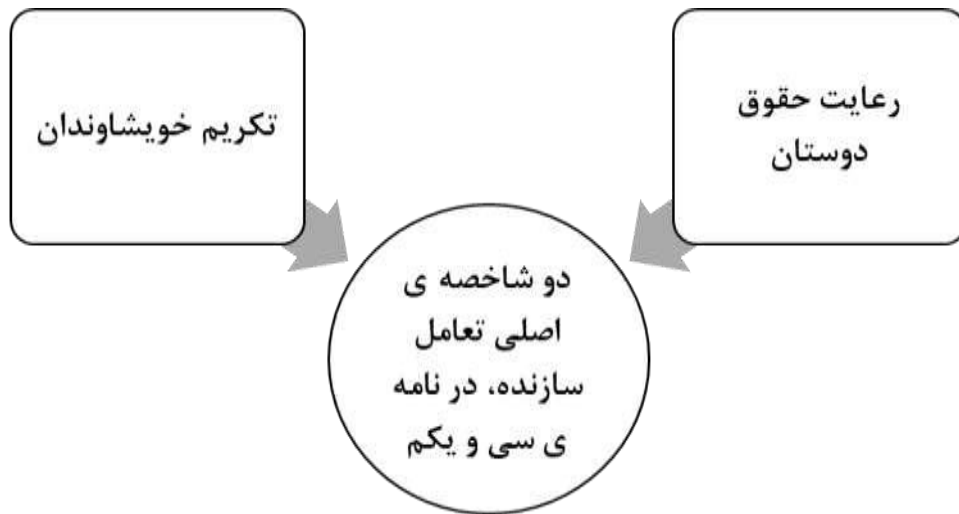 رعایت حقوق
دوستان
تکریم خویشاوندان
دو شاخصه ی
اصلی تعامل
سازنده، در نامه
ی سی و یکم